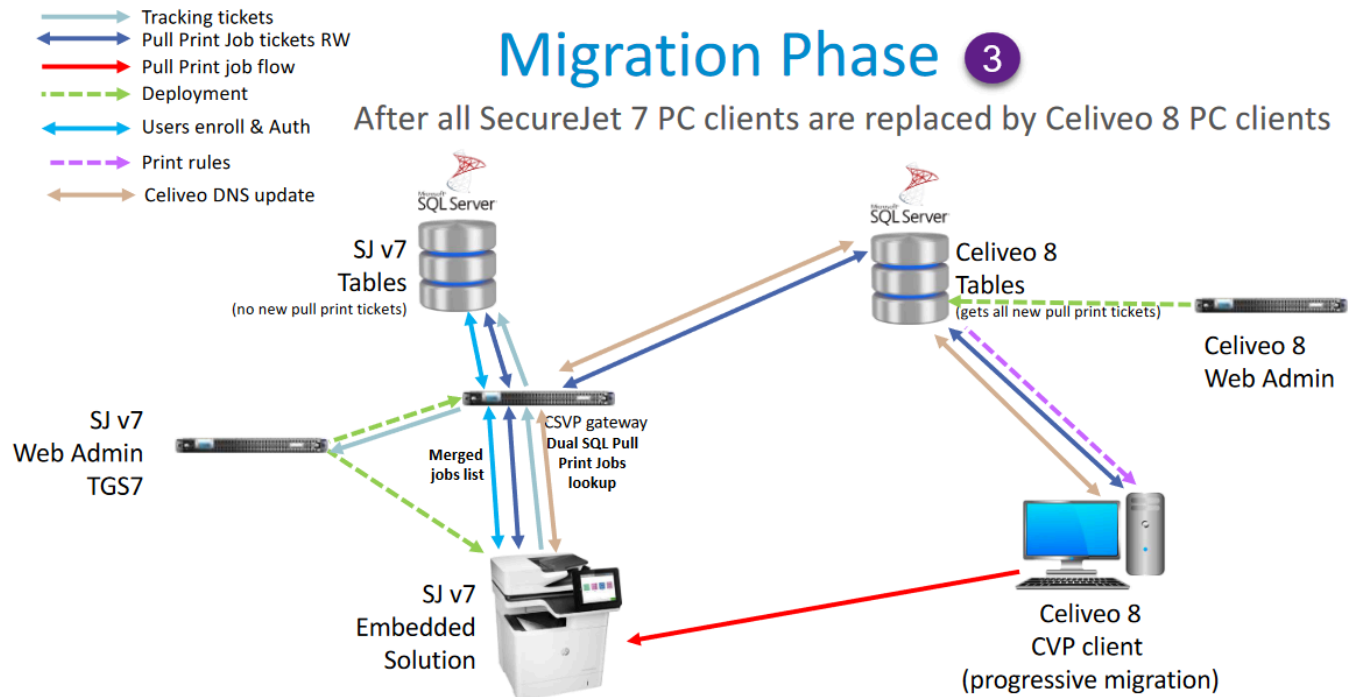 Tracking tickets
Pull Print Job tickets RW
Pull Print job flow
Deployment
Users enroll & Auth
Print rules
Celiveo DNS update
Migration Phase 3
After all SecureJet 7 PC clients are replaced by Celiveo 8 PC clients
Microsoft
SQL Server
SJ v7
Tables
(no new pull print tickets)
Microsoft
SQL Server
Celiveo 8
Tables
(gets all new pull print tickets)
Celiveo 8
Web Admin
SJ v7
Web Admin
TGS7
CSVP gateway
Dual SQL Pull
Print Jobs
lookup
Merged
jobs list
SJ v7
Embedded
Solution
Celiveo 8
CVP client
(progressive migration)